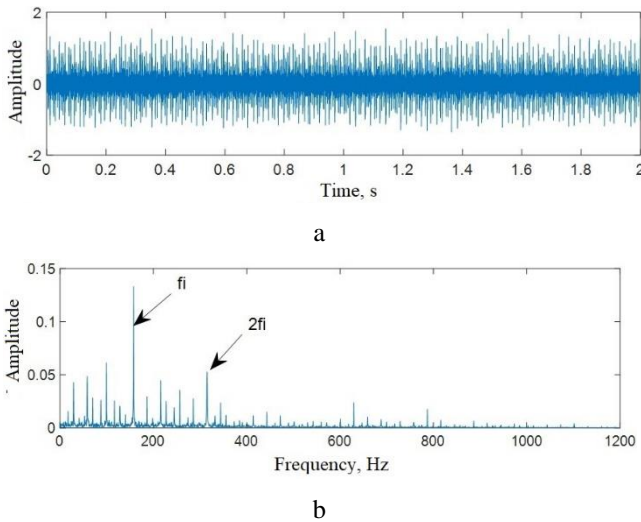 2
0
-2
Amplitude
0 0.2 0.4 0.6 0.8 1 1.2 1.4 1.6 1.8 2
Time, s
a
0.15
0.1
0.05
0
Amplitude
fi
2fi
0 200 400 600 800 1000 1200
Frequency, Hz
b